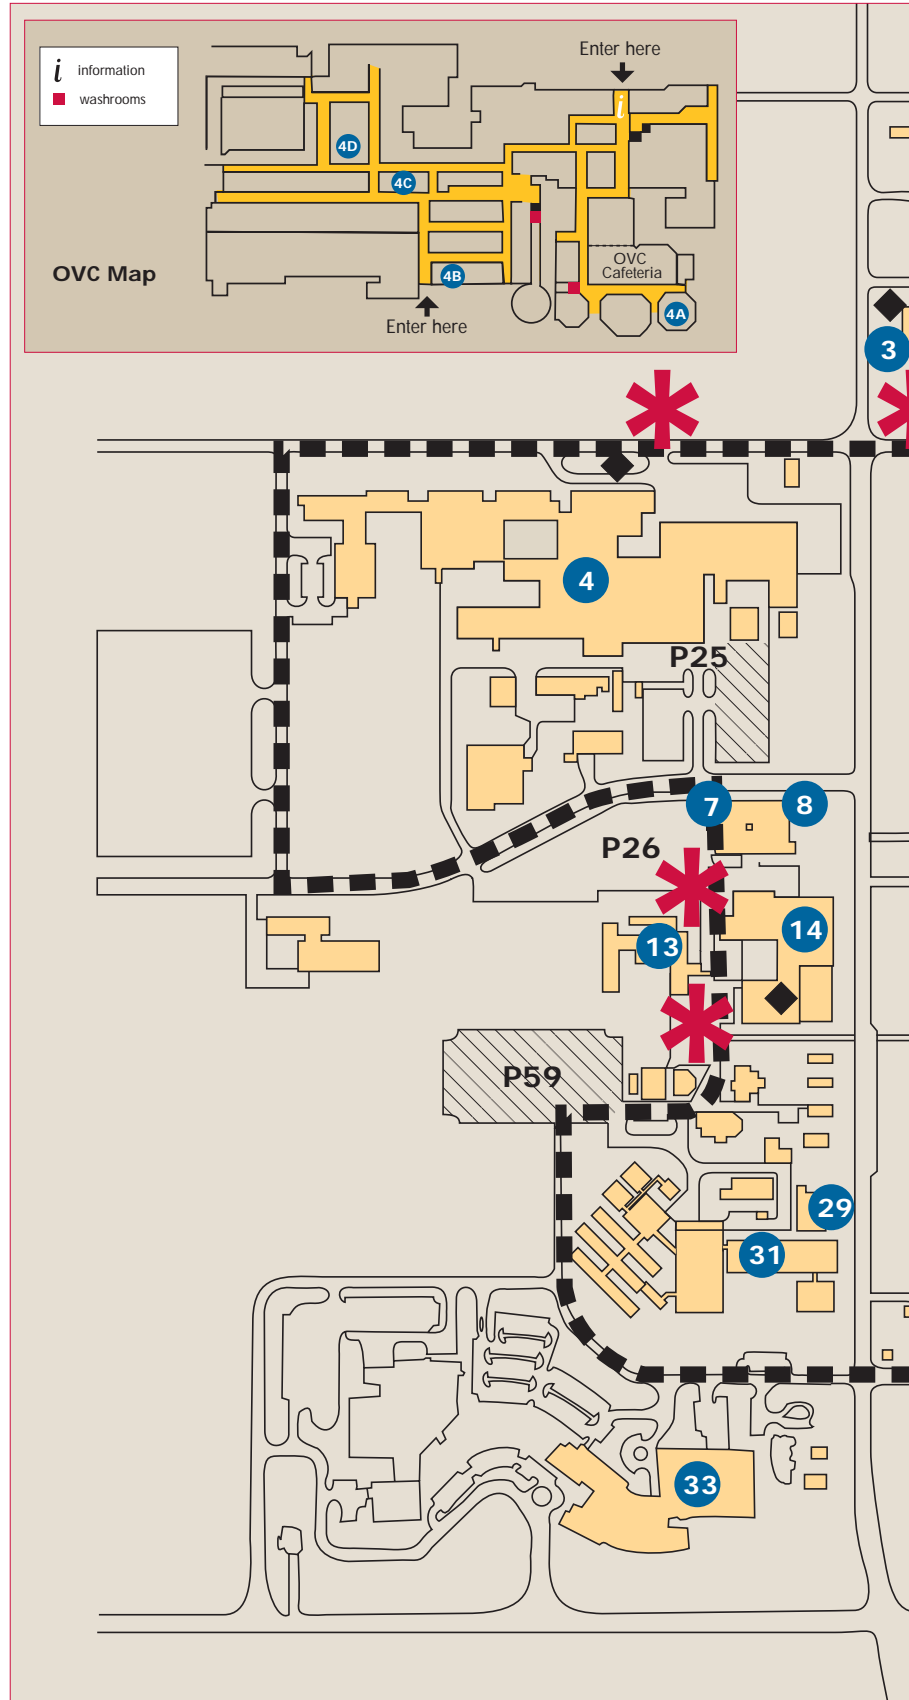 Enter here
i information
washrooms
i
4D
4C
OVC Map
OVC
Cafeteria
4B
4A
Enter here
3
4
P25
7
8
P26
14
13
P59
29
31
33